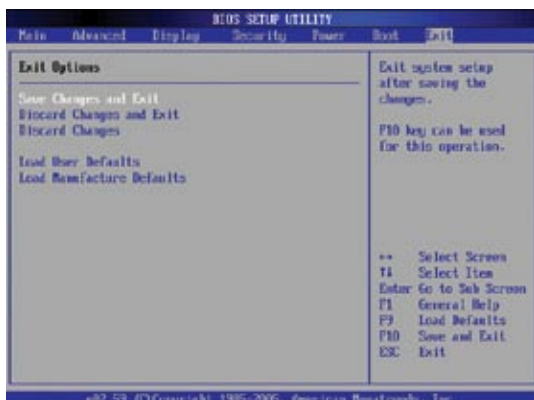 BIOS SETUP UTILITY
Main Advanced Display Security Power Boot Exit
Exit Options
Save Changes and Exit
Discard Changes and Exit
Discard Changes
Load User Defaults
Load Manufacture Defaults
Exit system setup
after saving the
changes.
F10 key can be used
for this operation.
↔ Select Screen
↑↓ Select Item
Enter Go to Sub Screen
F1 General Help
F9 Load Defaults
F10 Save and Exit
ESC Exit
v02.59 (C)Copyright 1985-2005, American Megatrends, Inc.